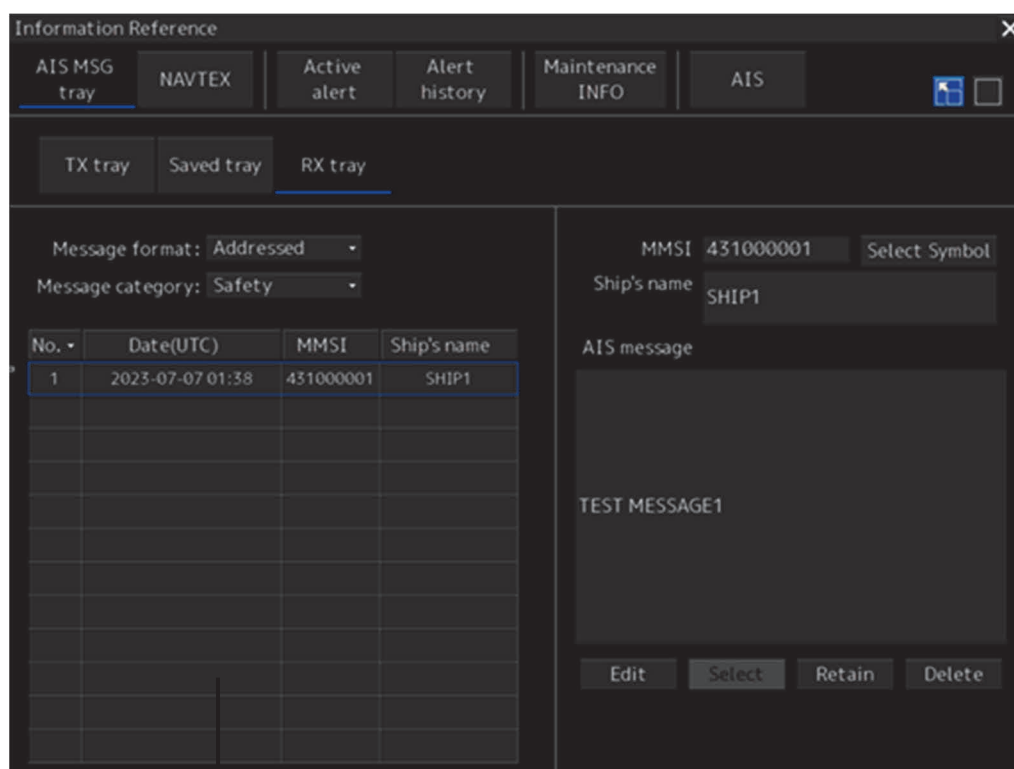 Information Reference
AIS MSG tray NAVTEX Active alert Alert history Maintenance INFO AIS
TX tray Saved tray RX tray
Message format: Addressed
Message category: Safety
No. Date(UTC) MMSI Ship's name
1 2023-07-07 01:38 431000001 SHIP1
MMSI 431000001 Select Symbol
Ship's name SHIP1
AIS message
TEST MESSAGE1
Edit Select Retain Delete